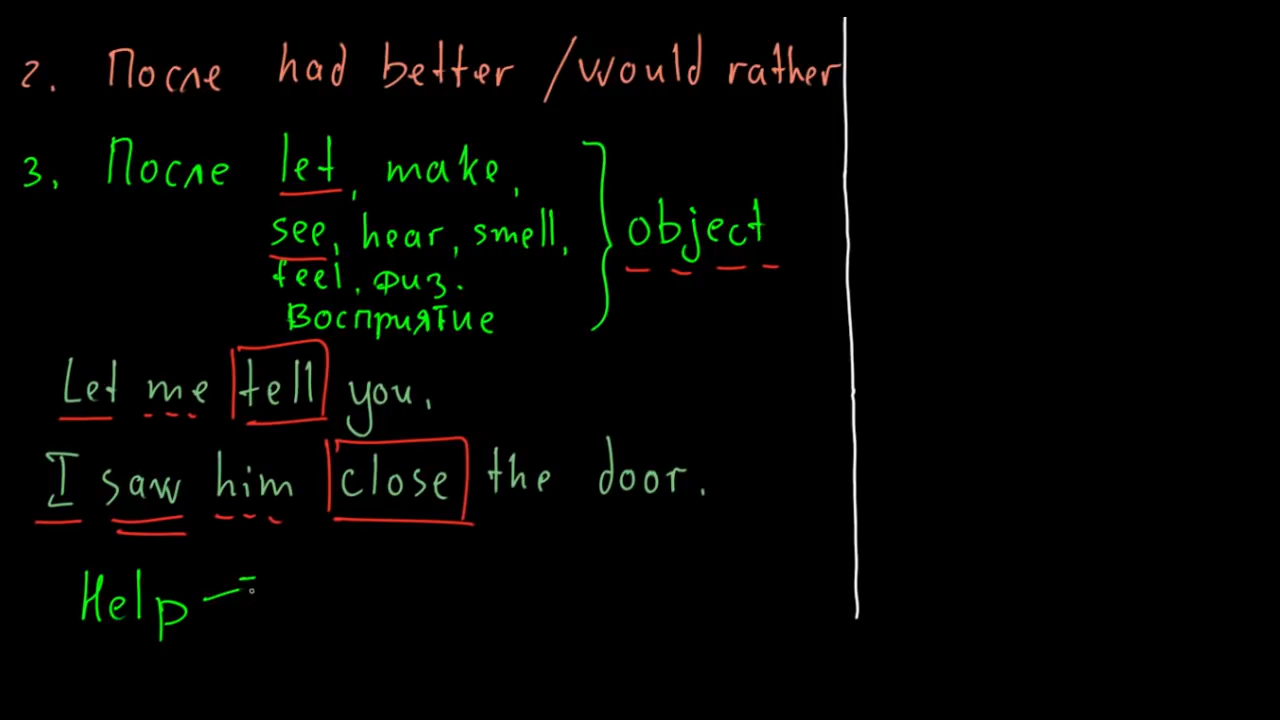 2. После had better / would rather
3. После let, make,
see, hear, smell,
feel, физ.
Восприятие
object
Let me tell you.
I saw him close the door.
Help